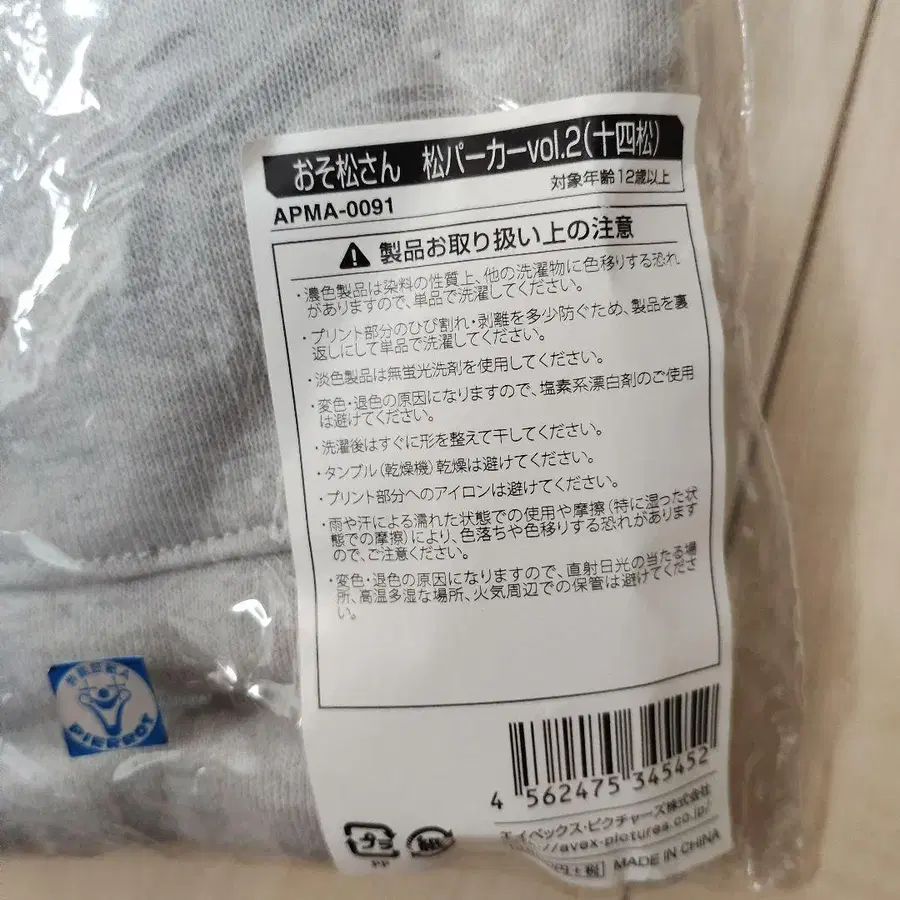 おそ松さん 松パーカーvol.2(十四松)
対象年齢12歳以上
APMA-0091
製品お取り扱い上の注意
・濃色製品は染料の性質上、他の洗濯物に色移りする恐れ
がありますので、単品で洗濯してください。
・プリント部分のひび割れ・剥離を多少防ぐため、製品を裏
返しにして単品で洗濯してください。
・淡色製品は無蛍光洗剤を使用してください。
・変色・退色の原因になりますので、塩素系漂白剤のご使用
は避けてください。
・洗濯後はすぐに形を整えて干してください。
・タンブル(乾燥機)乾燥は避けてください。
・プリント部分へのアイロンは避けてください。
・雨や汗による濡れた状態での使用や摩擦(特に湿った状
態での摩擦)により、色落ちや色移りする恐れがあります
ので、ご注意ください。
・変色・退色の原因になりますので、直射日光の当たる場
所、高温多湿な場所、火気周辺での保管は避けてくださ
い。
PIERROT
4 562475 345452
エイベックス・ピクチャーズ株式会社
//avex-pictures.co.jp/
円+税] MADE IN CHINA
プラ
PP
紙